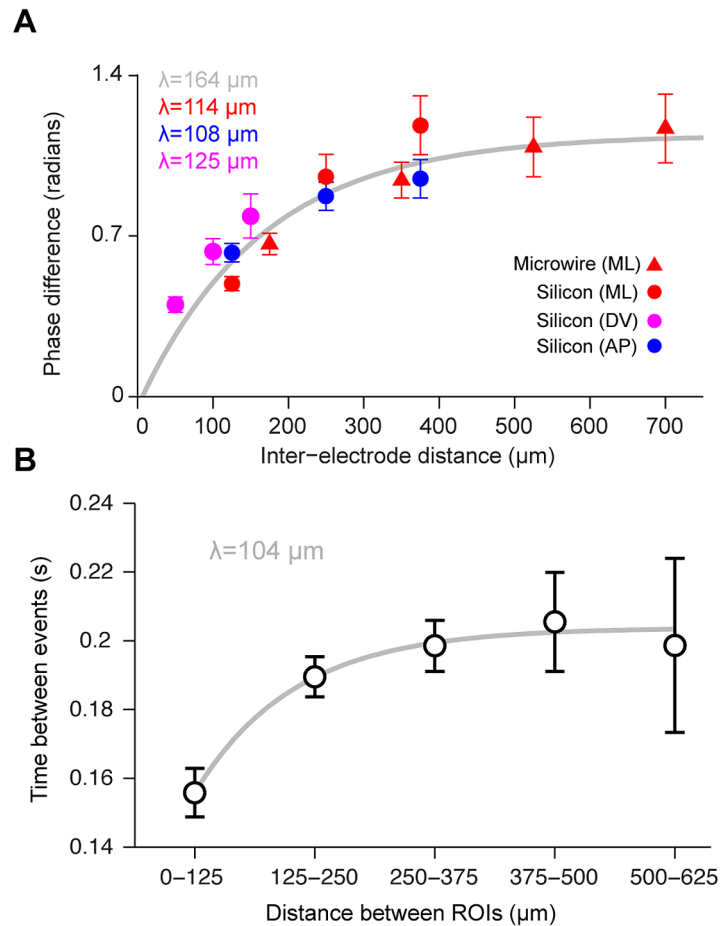 A
λ=164 µm
λ=114 µm
λ=108 µm
λ=125 µm
Phase difference (radians)
1.4
0.7
0
Microwire (ML)
Silicon (ML)
Silicon (DV)
Silicon (AP)
0 100 200 300 400 500 600 700
Inter−electrode distance (µm)
B
λ=104 µm
Time between events (s)
0.24
0.22
0.2
0.18
0.16
0.14
0−125 125−250 250−375 375−500 500−625
Distance between ROIs (µm)